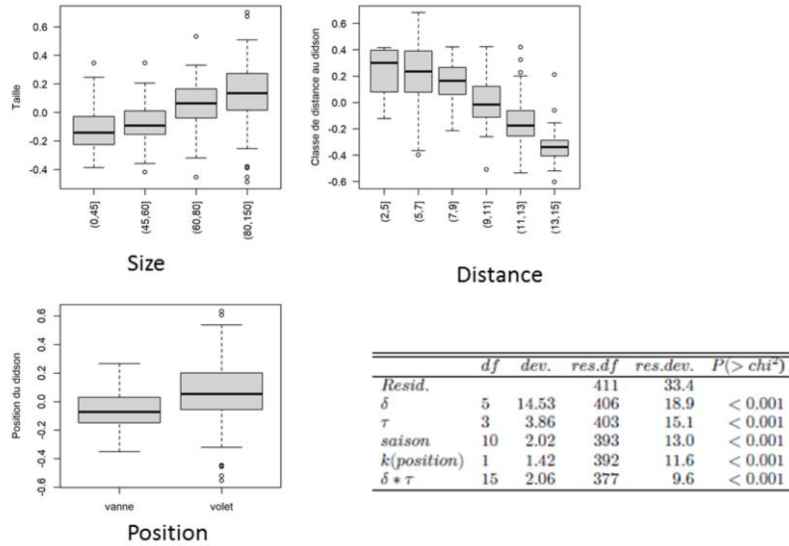 Taille
0.6
0.4
0.2
0.0
-0.2
-0.4
(0,45]
(45,60]
(60,80]
(80,150]
Size
Classe de distance au didson
0.6
0.4
0.2
0.0
-0.2
-0.4
-0.6
(2,5]
(5,7]
(7,9]
(9,11]
(11,13]
(13,15]
Distance
Position du didson
0.6
0.4
0.2
0.0
-0.2
-0.4
-0.6
vanne volet
Position
df dev. res.df res.dev. P(> chi²)
Resid. 411 33.4
δ 5 14.53 406 18.9 < 0.001
τ 3 3.86 403 15.1 < 0.001
saison 10 2.02 393 13.0 < 0.001
k(position) 1 1.42 392 11.6 < 0.001
δ * τ 15 2.06 377 9.6 < 0.001